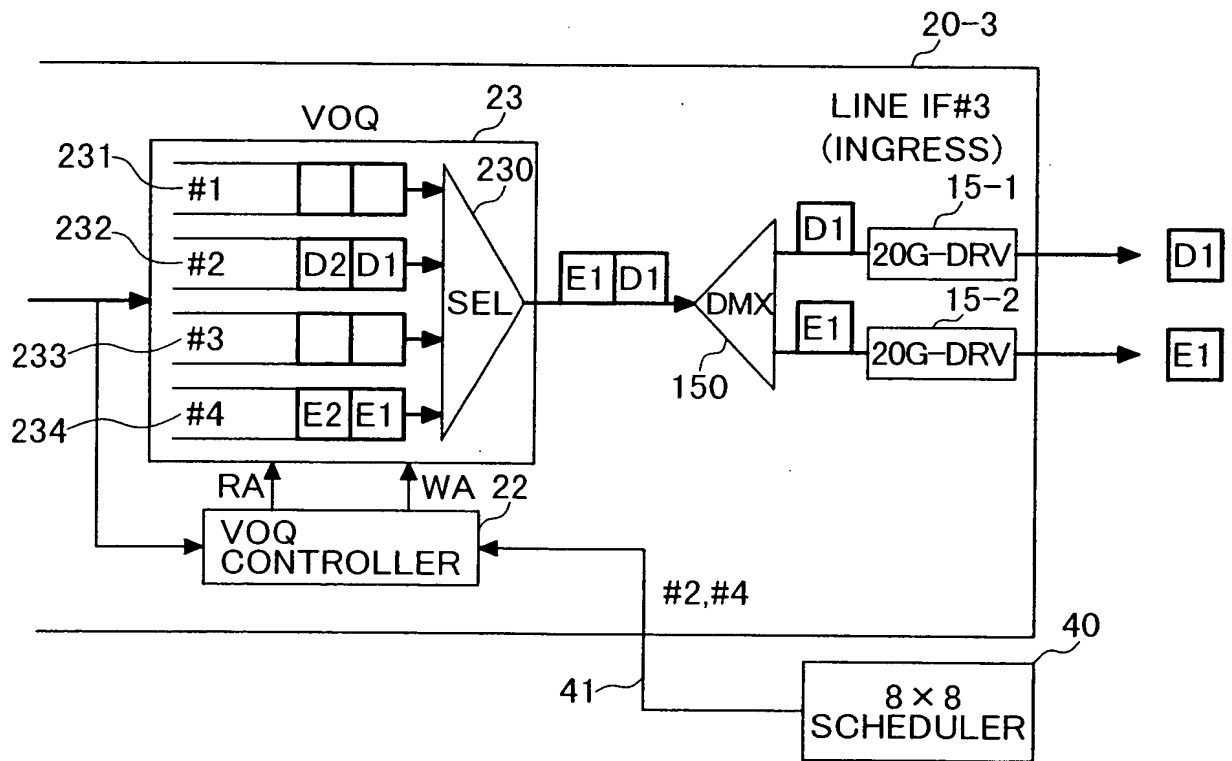 20-3
LINE IF#3
(INGRESS)
VOQ
23
231
#1
230
15-1
232
#2
D2 D1
SEL
E1 D1
DMX
D1
20G-DRV
D1
15-2
233
#3
E1
20G-DRV
E1
150
234
#4
E2 E1
RA
WA
22
VOQ
CONTROLLER
#2,#4
41
40
8×8
SCHEDULER